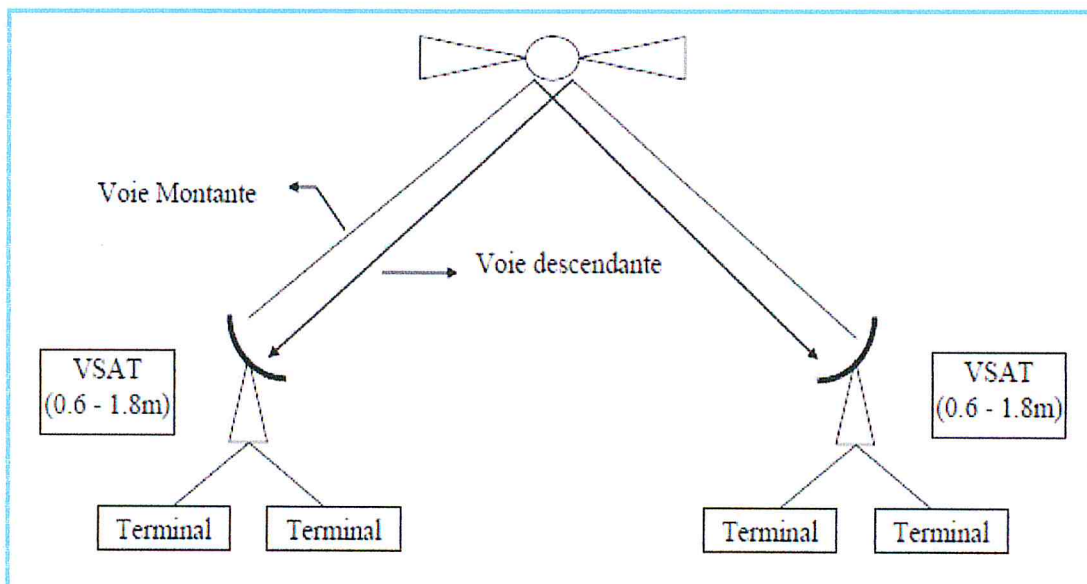 Voie Montante
Voie descendante
VSAT
(0.6 - 1.8m)
VSAT
(0.6 - 1.8m)
Terminal
Terminal
Terminal
Terminal